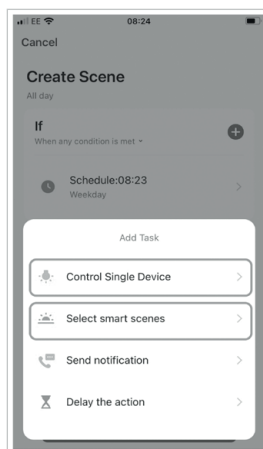 EE 08:24
Cancel
Create Scene
All day
If
When any condition is met
Schedule:08:23
Weekday
Add Task
Control Single Device
Select smart scenes
Send notification
Delay the action